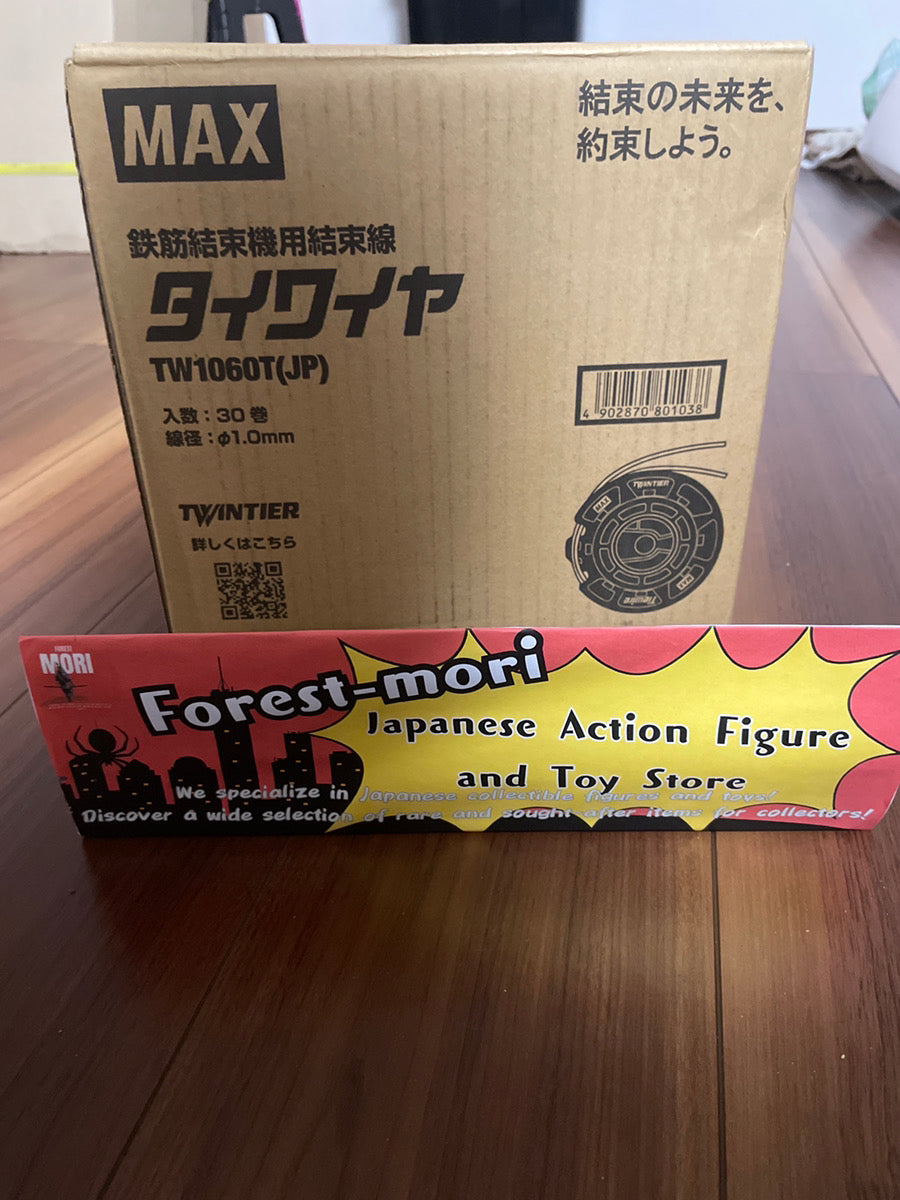 MAX
結束の未来を、
約束しよう。
鉄筋結束機用結束線
タイワイヤ
TW1060T(JP)
入数：30巻
線径：φ1.0mm
4 902870 801038
TWINTIER
詳しくはこちら
TWINTIER
MAX
MAX
Tiewire
FOREST
MORI
Forest-mori
Japanese Action Figure
and Toy Store
We specialize in Japanese collectible figures and toys!
Discover a wide selection of rare and sought after items for collectors!